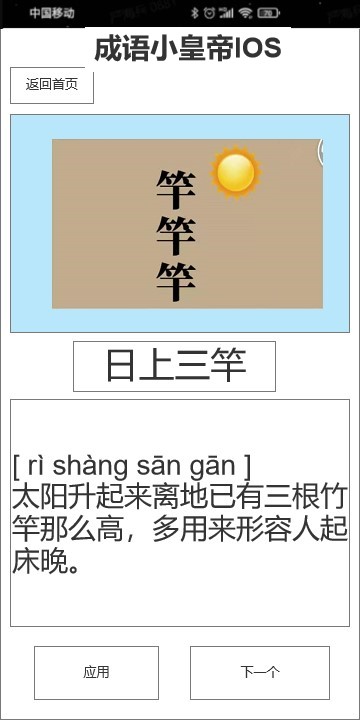 中国移动
70
成语小皇帝IOS
返回首页
竿
竿
竿
日上三竿
[ rì shàng sān gān ]
太阳升起来离地已有三根竹
竿那么高，多用来形容人起
床晚。
应用
下一个